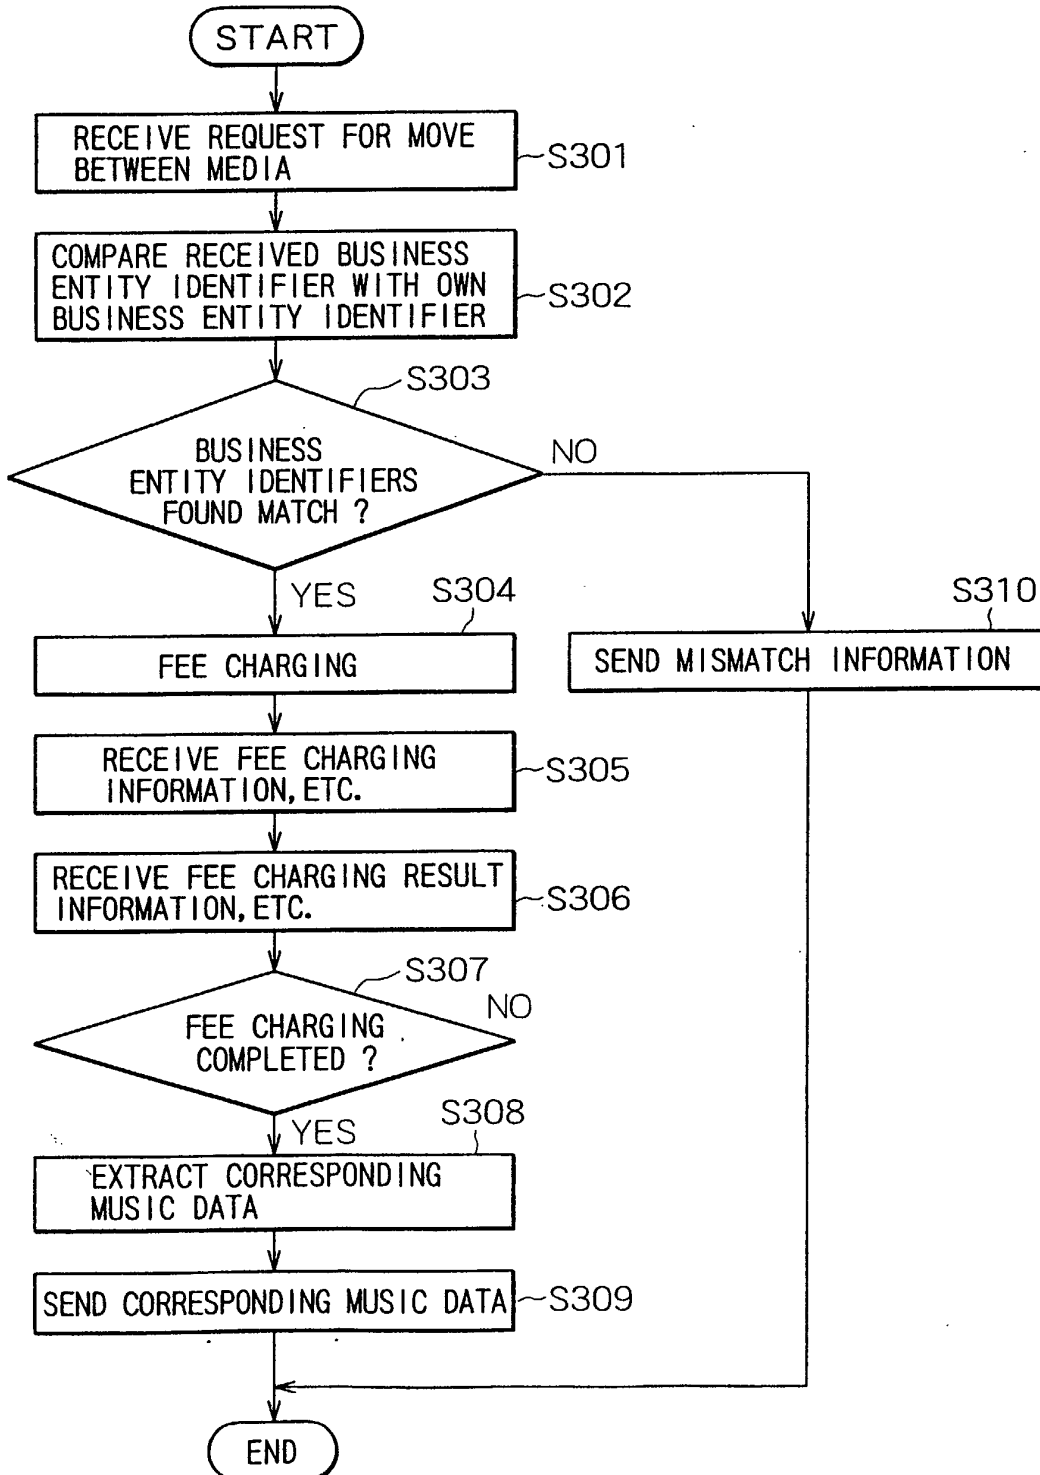 START
RECEIVE REQUEST FOR MOVE
BETWEEN MEDIA
S301
COMPARE RECEIVED BUSINESS
ENTITY IDENTIFIER WITH OWN
BUSINESS ENTITY IDENTIFIER
S302
S303
BUSINESS
ENTITY IDENTIFIERS
FOUND MATCH ?
NO
YES
S304
FEE CHARGING
S310
SEND MISMATCH INFORMATION
RECEIVE FEE CHARGING
INFORMATION, ETC.
S305
RECEIVE FEE CHARGING RESULT
INFORMATION, ETC.
S306
S307
NO
FEE CHARGING
COMPLETED ?
YES
S308
EXTRACT CORRESPONDING
MUSIC DATA
SEND CORRESPONDING MUSIC DATA
S309
END